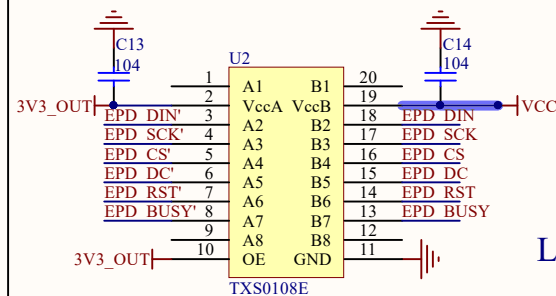 C13
104
C14
104
U2
1 A1 B1 20
3V3_OUT 2 VccA VccB 19 VCC
EPD_DIN' 3 A2 B2 18 EPD_DIN
EPD_SCK' 4 A3 B3 17 EPD_SCK
EPD_CS' 5 A4 B4 16 EPD_CS
EPD_DC' 6 A5 B5 15 EPD_DC
EPD_RST' 7 A6 B6 14 EPD_RST
EPD_BUSY' 8 A7 B7 13 EPD_BUSY
9 A8 B8 12
3V3_OUT 10 OE GND 11
L
TXS0108E